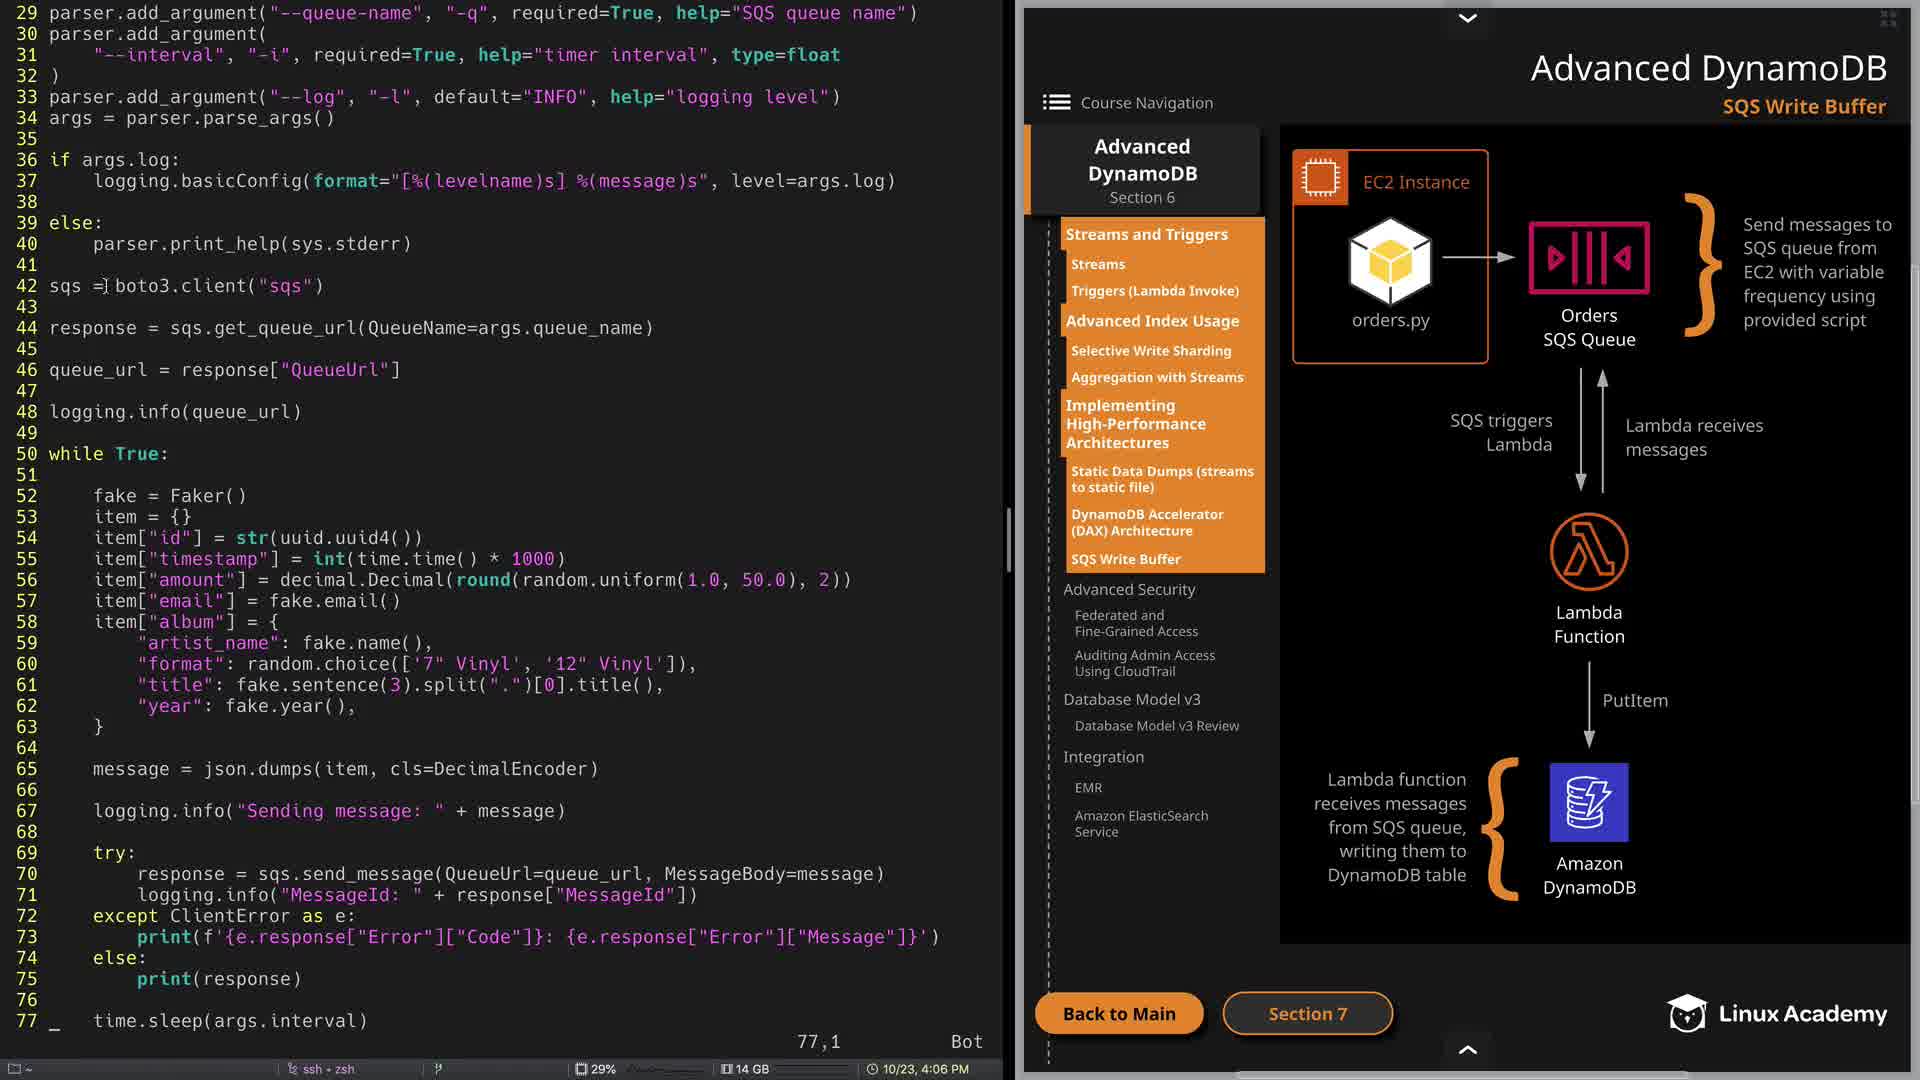 29 parser.add_argument("--queue-name", "-q", required=True, help="SQS queue name")
30 parser.add_argument(
31     "--interval", "-i", required=True, help="timer interval", type=float
32 )
33 parser.add_argument("--log", "-l", default="INFO", help="logging level")
34 args = parser.parse_args()
35
36 if args.log:
37     logging.basicConfig(format="[%(levelname)s] %(message)s", level=args.log)
38
39 else:
40     parser.print_help(sys.stderr)
41
42 sqs = boto3.client("sqs")
43
44 response = sqs.get_queue_url(QueueName=args.queue_name)
45
46 queue_url = response["QueueUrl"]
47
48 logging.info(queue_url)
49
50 while True:
51
52     fake = Faker()
53     item = {}
54     item["id"] = str(uuid.uuid4())
55     item["timestamp"] = int(time.time() * 1000)
56     item["amount"] = decimal.Decimal(round(random.uniform(1.0, 50.0), 2))
57     item["email"] = fake.email()
58     item["album"] = {
59         "artist_name": fake.name(),
60         "format": random.choice(['7" Vinyl', '12" Vinyl']),
61         "title": fake.sentence(3).split(".")[0].title(),
62         "year": fake.year(),
63     }
64
65     message = json.dumps(item, cls=DecimalEncoder)
66
67     logging.info("Sending message: " + message)
68
69     try:
70         response = sqs.send_message(QueueUrl=queue_url, MessageBody=message)
71         logging.info("MessageId: " + response["MessageId"])
72     except ClientError as e:
73         print(f'{e.response["Error"]["Code"]}: {e.response["Error"]["Message"]}')
74     else:
75         print(response)
76
77     time.sleep(args.interval)
77,1 Bot
~ ssh - zsh 29% 14 GB 10/23, 4:06 PM
Advanced DynamoDB
SQS Write Buffer
Course Navigation
Advanced
DynamoDB
Section 6
Streams and Triggers
Streams
Triggers (Lambda Invoke)
Advanced Index Usage
Selective Write Sharding
Aggregation with Streams
Implementing
High-Performance
Architectures
Static Data Dumps (streams
to static file)
DynamoDB Accelerator
(DAX) Architecture
SQS Write Buffer
Advanced Security
Federated and
Fine-Grained Access
Auditing Admin Access
Using CloudTrail
Database Model v3
Database Model v3 Review
Integration
EMR
Amazon ElasticSearch
Service
EC2 Instance
orders.py
Orders
SQS Queue
Send messages to
SQS queue from
EC2 with variable
frequency using
provided script
SQS triggers
Lambda
Lambda receives
messages
Lambda
Function
PutItem
Lambda function
receives messages
from SQS queue,
writing them to
DynamoDB table
Amazon
DynamoDB
Back to Main
Section 7
Linux Academy